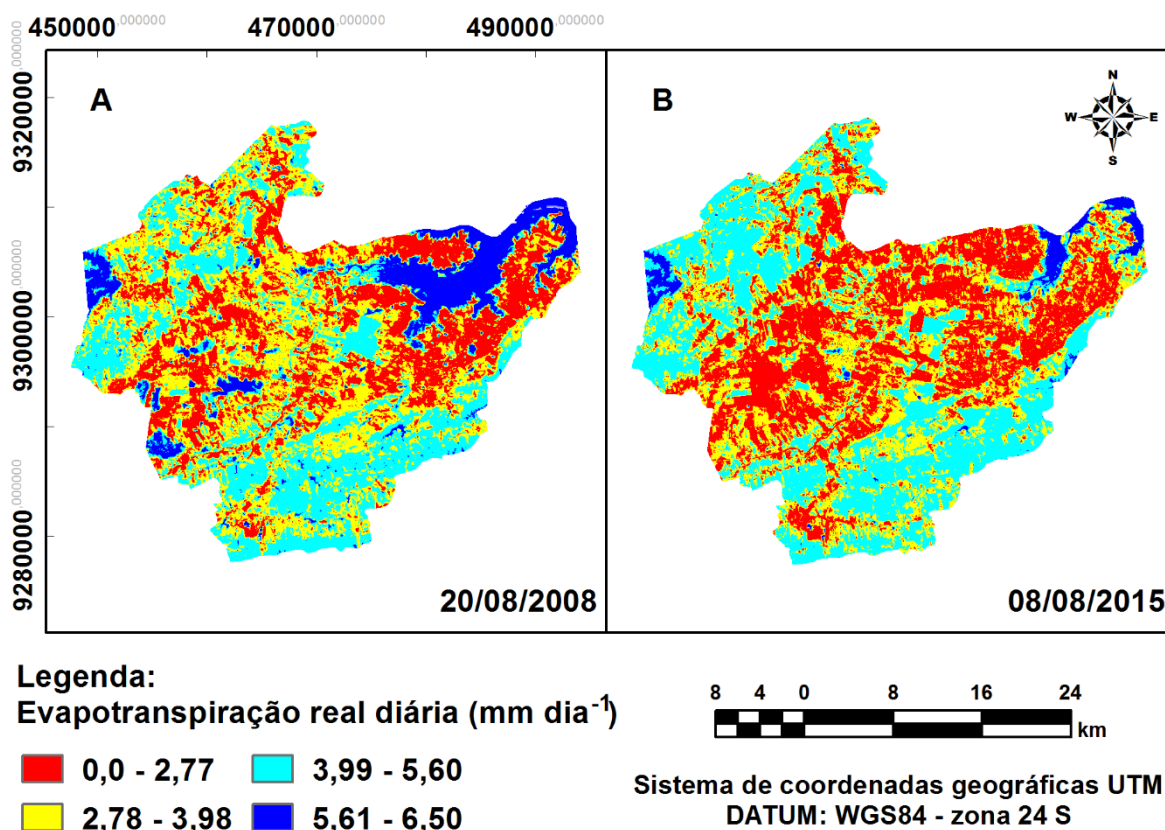 450000,000000 470000,000000 490000,000000
9320000,000000
9300000,000000
9280000,000000
A
20/08/2008
B
N
W E
S
08/08/2015
Legenda:
Evapotranspiração real diária (mm dia-1)
0,0 - 2,77
3,99 - 5,60
2,78 - 3,98
5,61 - 6,50
8 4 0 8 16 24
km
Sistema de coordenadas geográficas UTM
DATUM: WGS84 - zona 24 S